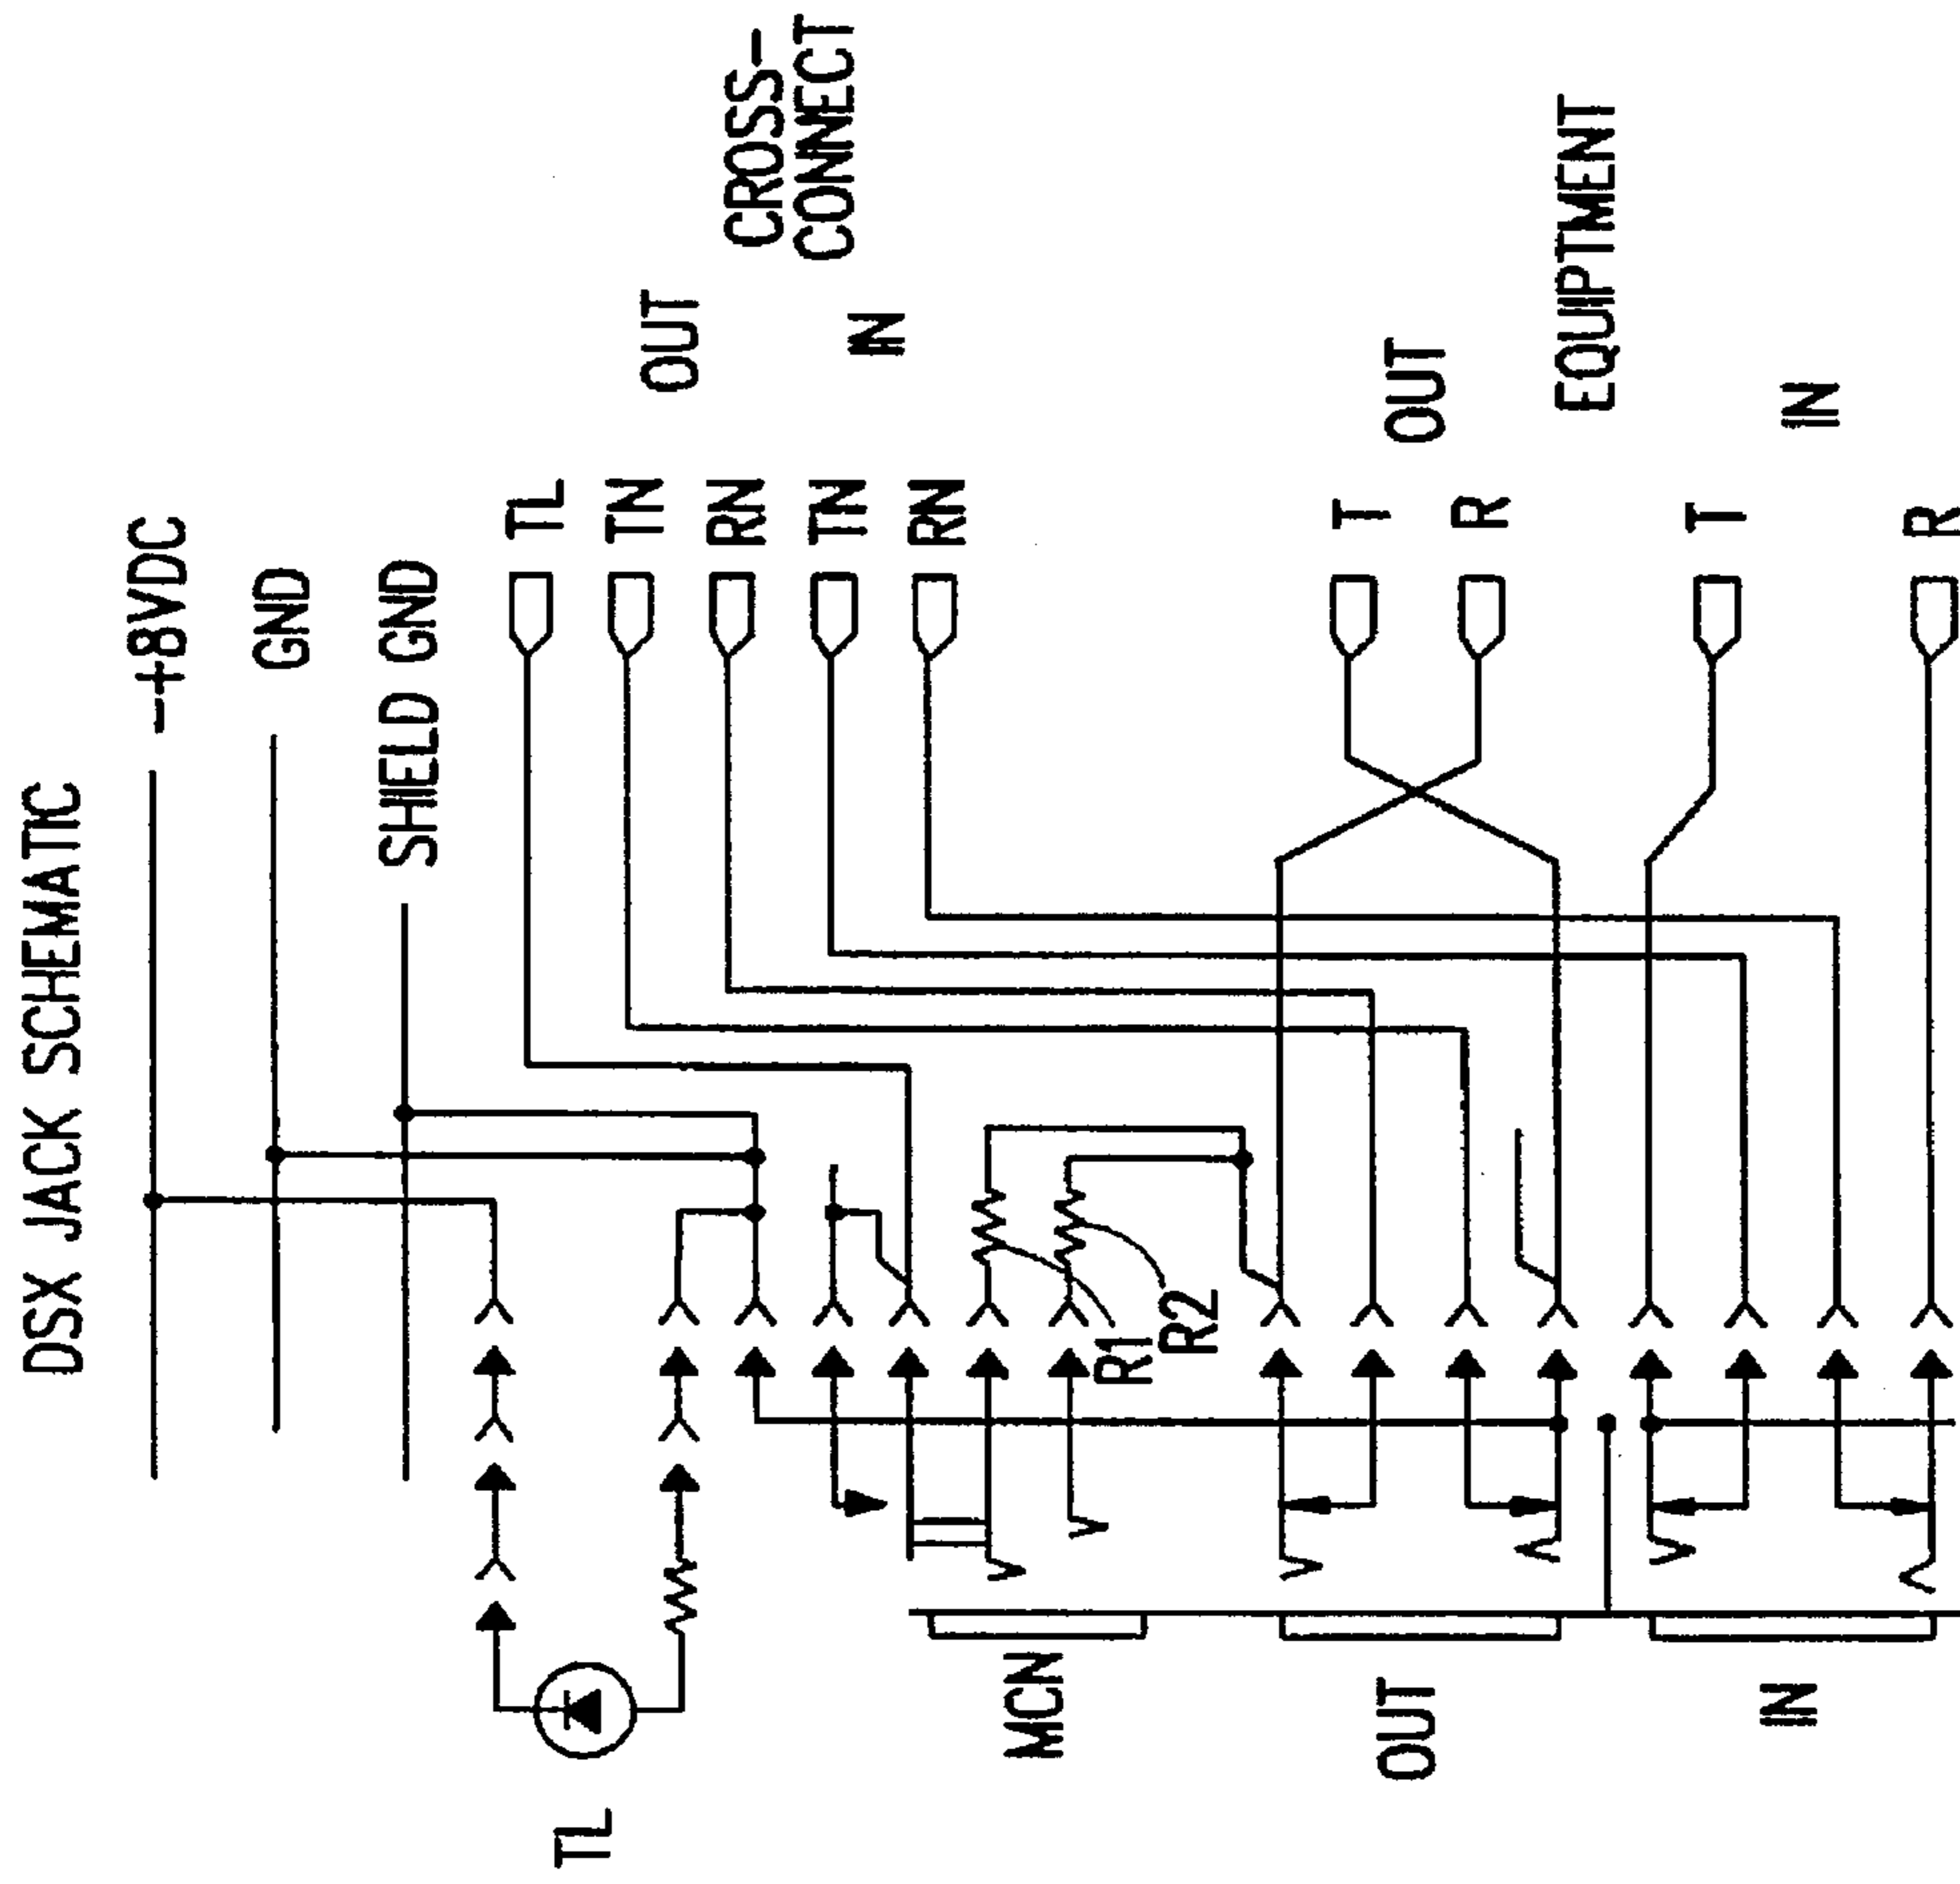 DSX JACK SCHEMATIC
-+8VDC
GND
SHIELD GND
TL
TN
RN
TN
RN
OUT
CROSS-
CONNECT
IN
T
R
OUT
EQUIPTMENT
IN
T
R
R1
R2
TL
MCN
OUT
IN